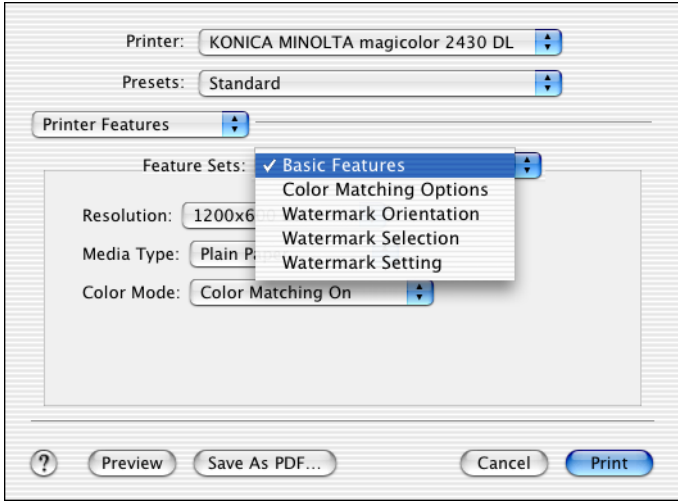 Printer: KONICA MINOLTA magicolor 2430 DL
Presets: Standard
Printer Features
Feature Sets: ✓ Basic Features
Color Matching Options
Watermark Orientation
Watermark Selection
Watermark Setting
Resolution:
Media Type: Plain
Color Mode: Color Matching On
? Preview Save As PDF... Cancel Print